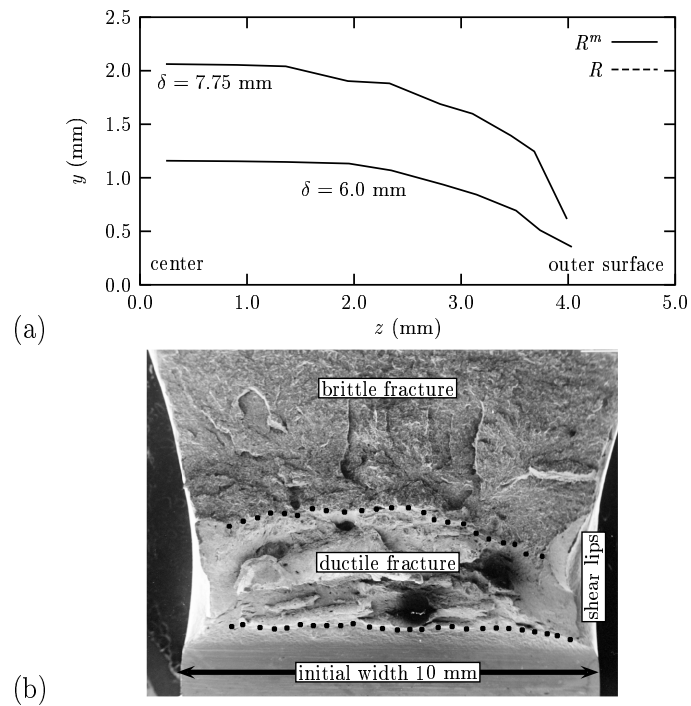 2.5
2.0
1.5
1.0
0.5
0.0
y (mm)
R^m
R
δ = 7.75 mm
δ = 6.0 mm
center
outer surface
0.0 1.0 2.0 3.0 4.0 5.0
z (mm)
(a)
brittle fracture
ductile fracture
shear lips
initial width 10 mm
(b)